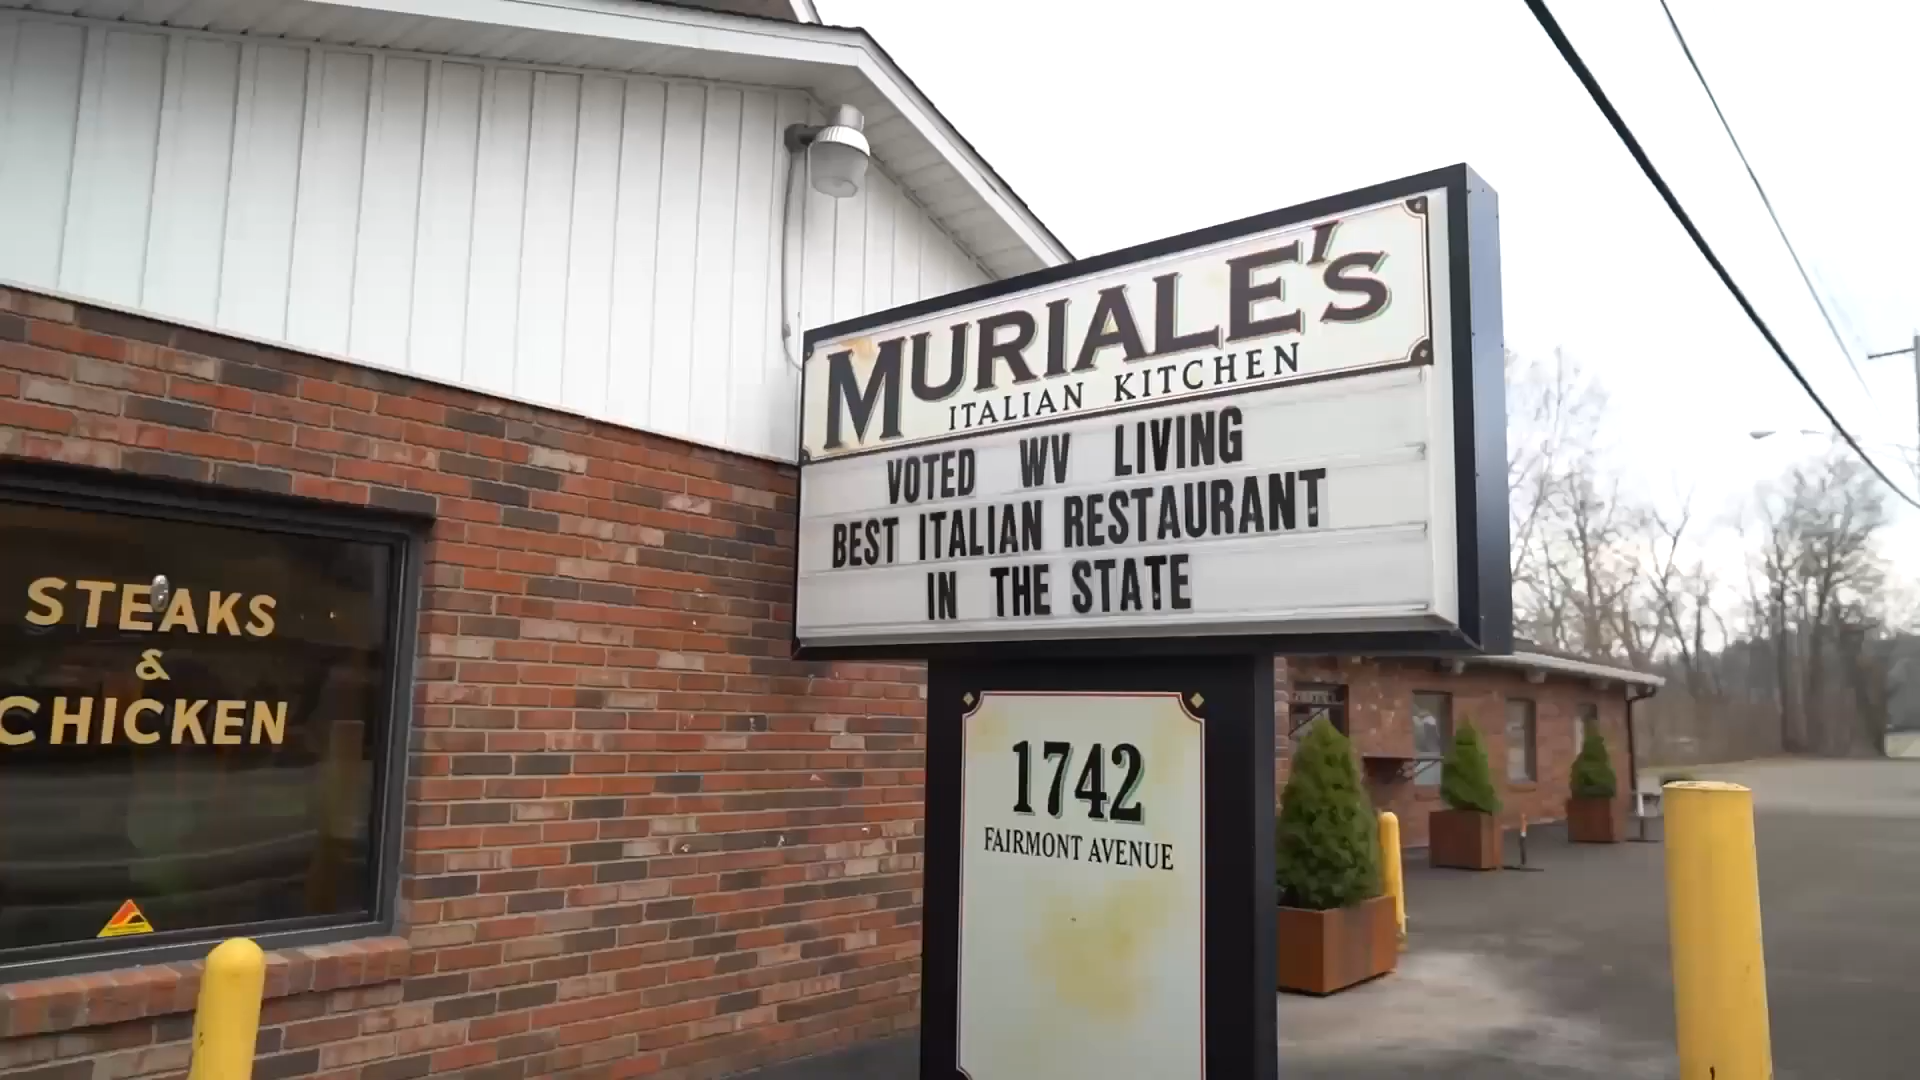 MURIALE's
ITALIAN KITCHEN
VOTED WV LIVING
BEST ITALIAN RESTAURANT
IN THE STATE
1742
FAIRMONT AVENUE
STEAKS
&
CHICKEN